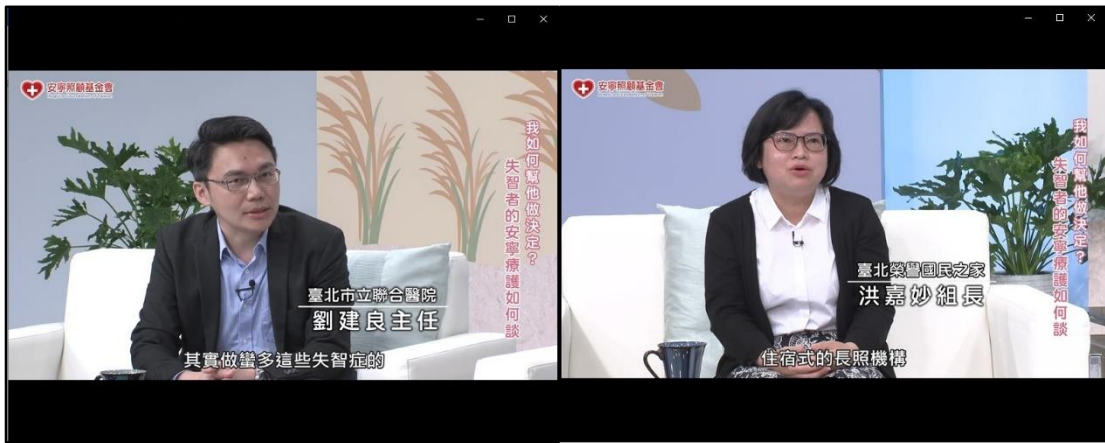 安寧照顧基金會
我如何幫他做決定？
失智者的安寧療護如何談
臺北市立聯合醫院
劉建良主任
其實做蠻多這些失智症的
安寧照顧基金會
我如何幫他做決定？
失智者的安寧療護如何談
臺北榮譽國民之家
洪嘉妙組長
住宿式的長照機構